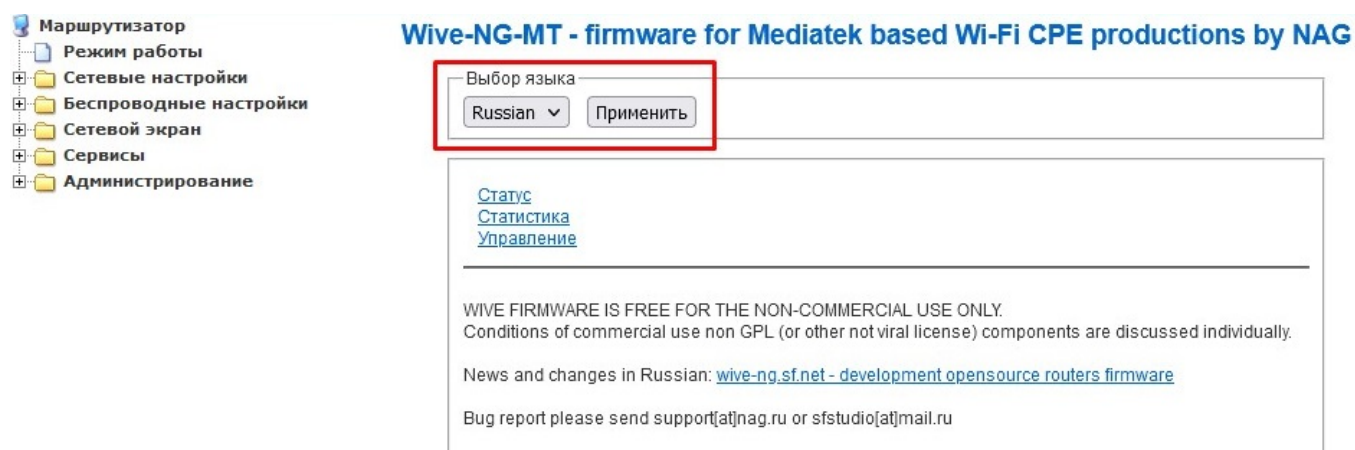 Маршрутизатор
Режим работы
Сетевые настройки
Беспроводные настройки
Сетевой экран
Сервисы
Администрирование
Wive-NG-MT - firmware for Mediatek based Wi-Fi CPE productions by NAG
Выбор языка
Russian Применить
Статус
Статистика
Управление
WIVE FIRMWARE IS FREE FOR THE NON-COMMERCIAL USE ONLY.
Conditions of commercial use non GPL (or other not viral license) components are discussed individually.
News and changes in Russian: wive-ng.sf.net - development opensource routers firmware
Bug report please send support[at]nag.ru or sfstudio[at]mail.ru